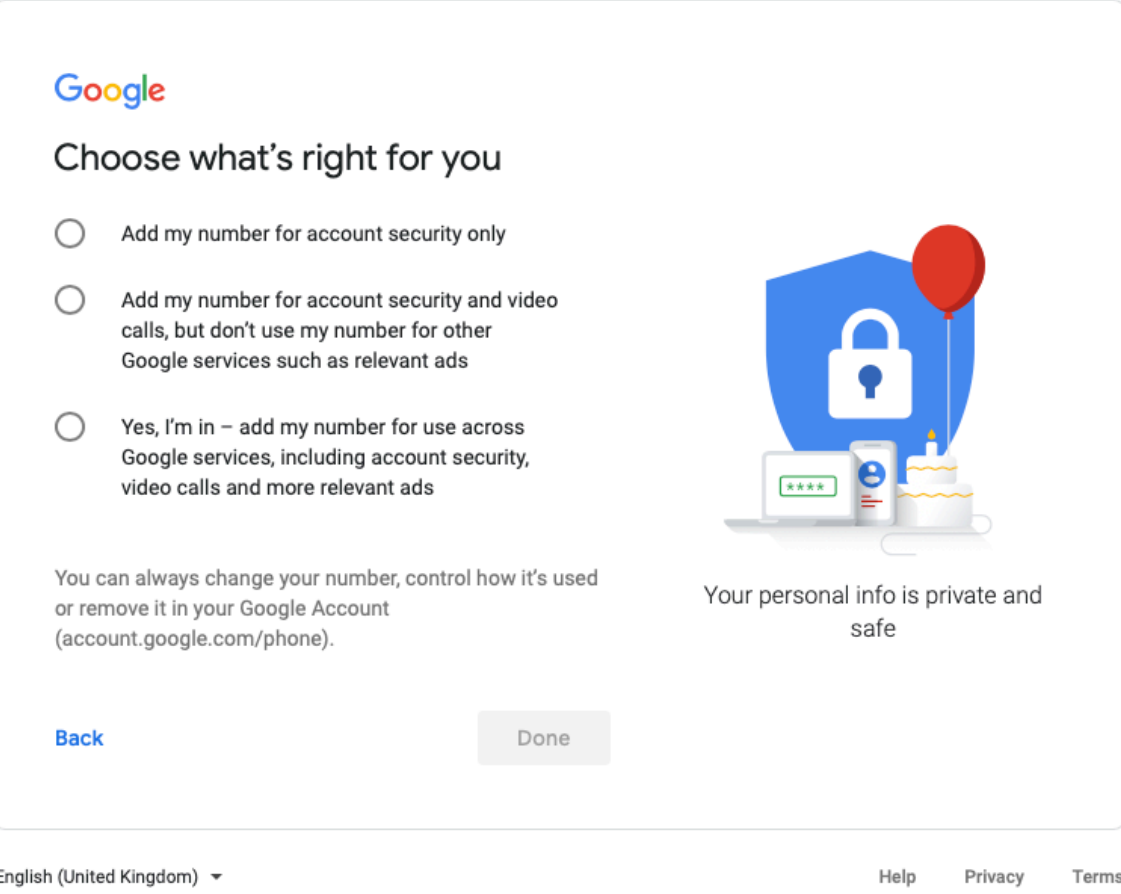 Google
Choose what's right for you
Add my number for account security only
Add my number for account security and video
calls, but don't use my number for other
Google services such as relevant ads
Yes, I'm in – add my number for use across
Google services, including account security,
video calls and more relevant ads
You can always change your number, control how it's used
or remove it in your Google Account
(account.google.com/phone).
Back
Done
****
Your personal info is private and
safe
English (United Kingdom)
Help
Privacy
Terms